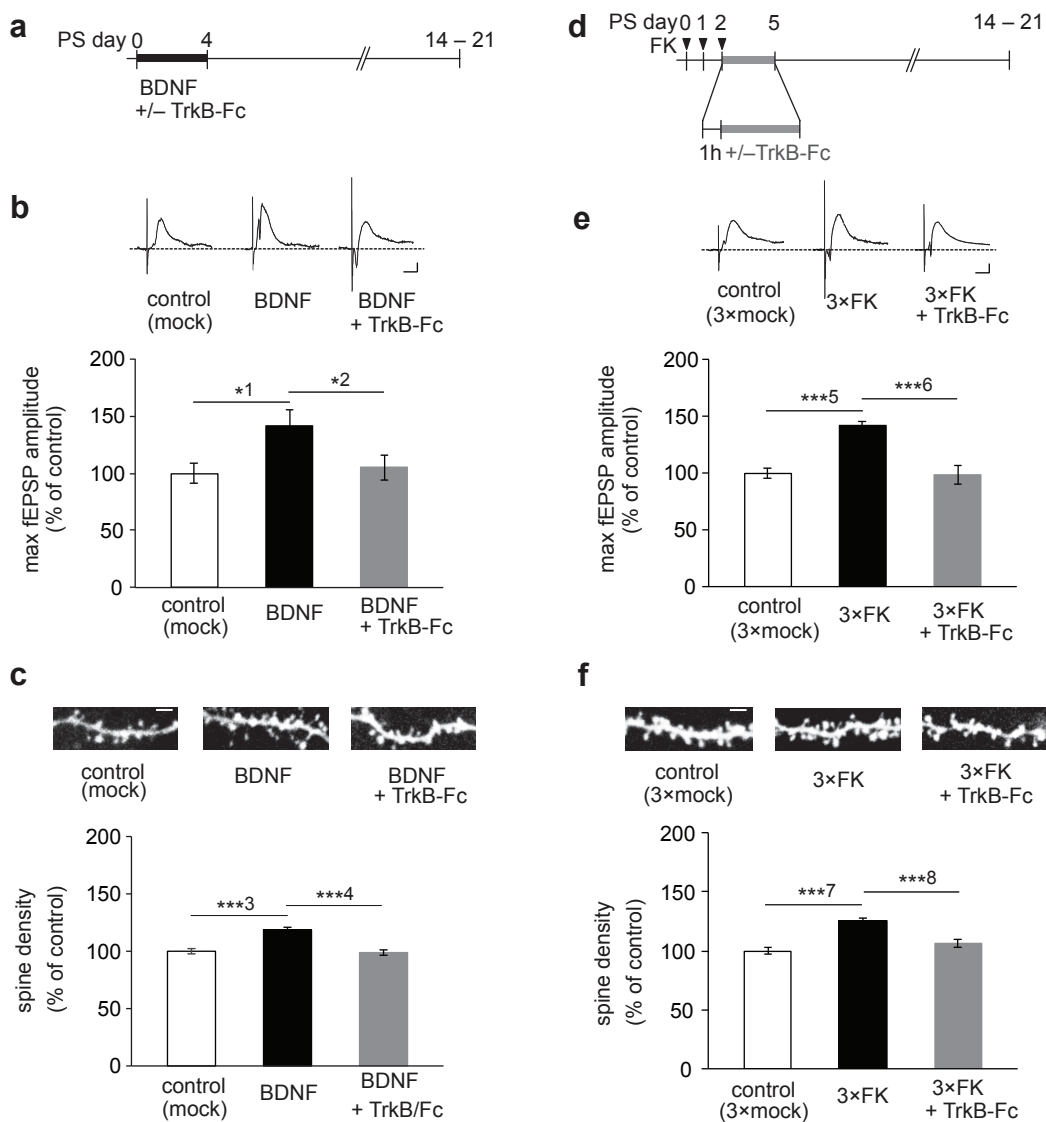 a
PS day 0 4 14 – 21
BDNF
+/– TrkB-Fc
b
control
(mock)
BDNF
BDNF
+ TrkB-Fc
max fEPSP amplitude
(% of control)
200
150
100
50
0
*1
*2
control
(mock)
BDNF
BDNF
+ TrkB-Fc
c
control
(mock)
BDNF
BDNF
+ TrkB-Fc
spine density
(% of control)
200
150
100
50
0
***3
***4
control
(mock)
BDNF
BDNF
+ TrkB/Fc
d
PS day 0 1 2 5 14 – 21
FK
1h +/–TrkB-Fc
e
control
(3×mock)
3×FK
3×FK
+ TrkB-Fc
max fEPSP amplitude
(% of control)
200
150
100
50
0
***5
***6
control
(3×mock)
3×FK
3×FK
+ TrkB-Fc
f
control
(3×mock)
3×FK
3×FK
+ TrkB-Fc
spine density
(% of control)
200
150
100
50
0
***7
***8
control
(3×mock)
3×FK
3×FK
+ TrkB-Fc